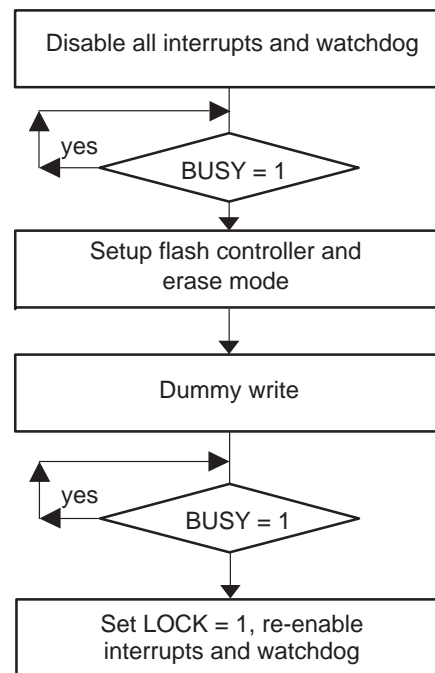 Disable all interrupts and watchdog
yes
BUSY = 1
Setup flash controller and
erase mode
Dummy write
yes
BUSY = 1
Set LOCK = 1, re-enable
interrupts and watchdog